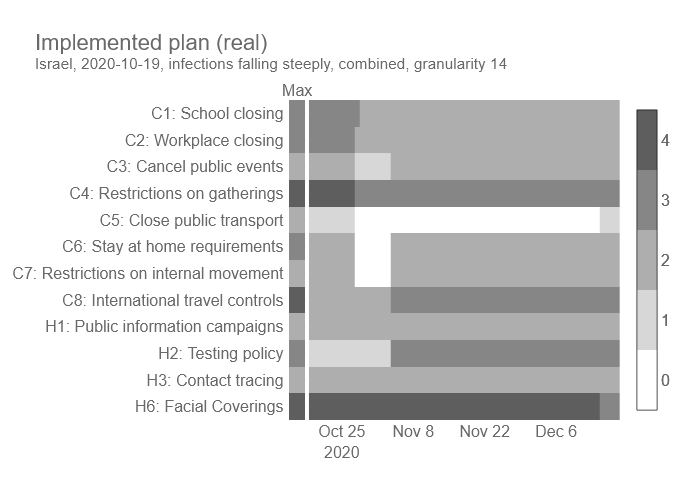 Implemented plan (real)
Israel, 2020-10-19, infections falling steeply, combined, granularity 14
Max
C1: School closing
C2: Workplace closing
C3: Cancel public events
C4: Restrictions on gatherings
C5: Close public transport
C6: Stay at home requirements
C7: Restrictions on internal movement
C8: International travel controls
H1: Public information campaigns
H2: Testing policy
H3: Contact tracing
H6: Facial Coverings
Oct 25 Nov 8 Nov 22 Dec 6
2020
4
3
2
1
0